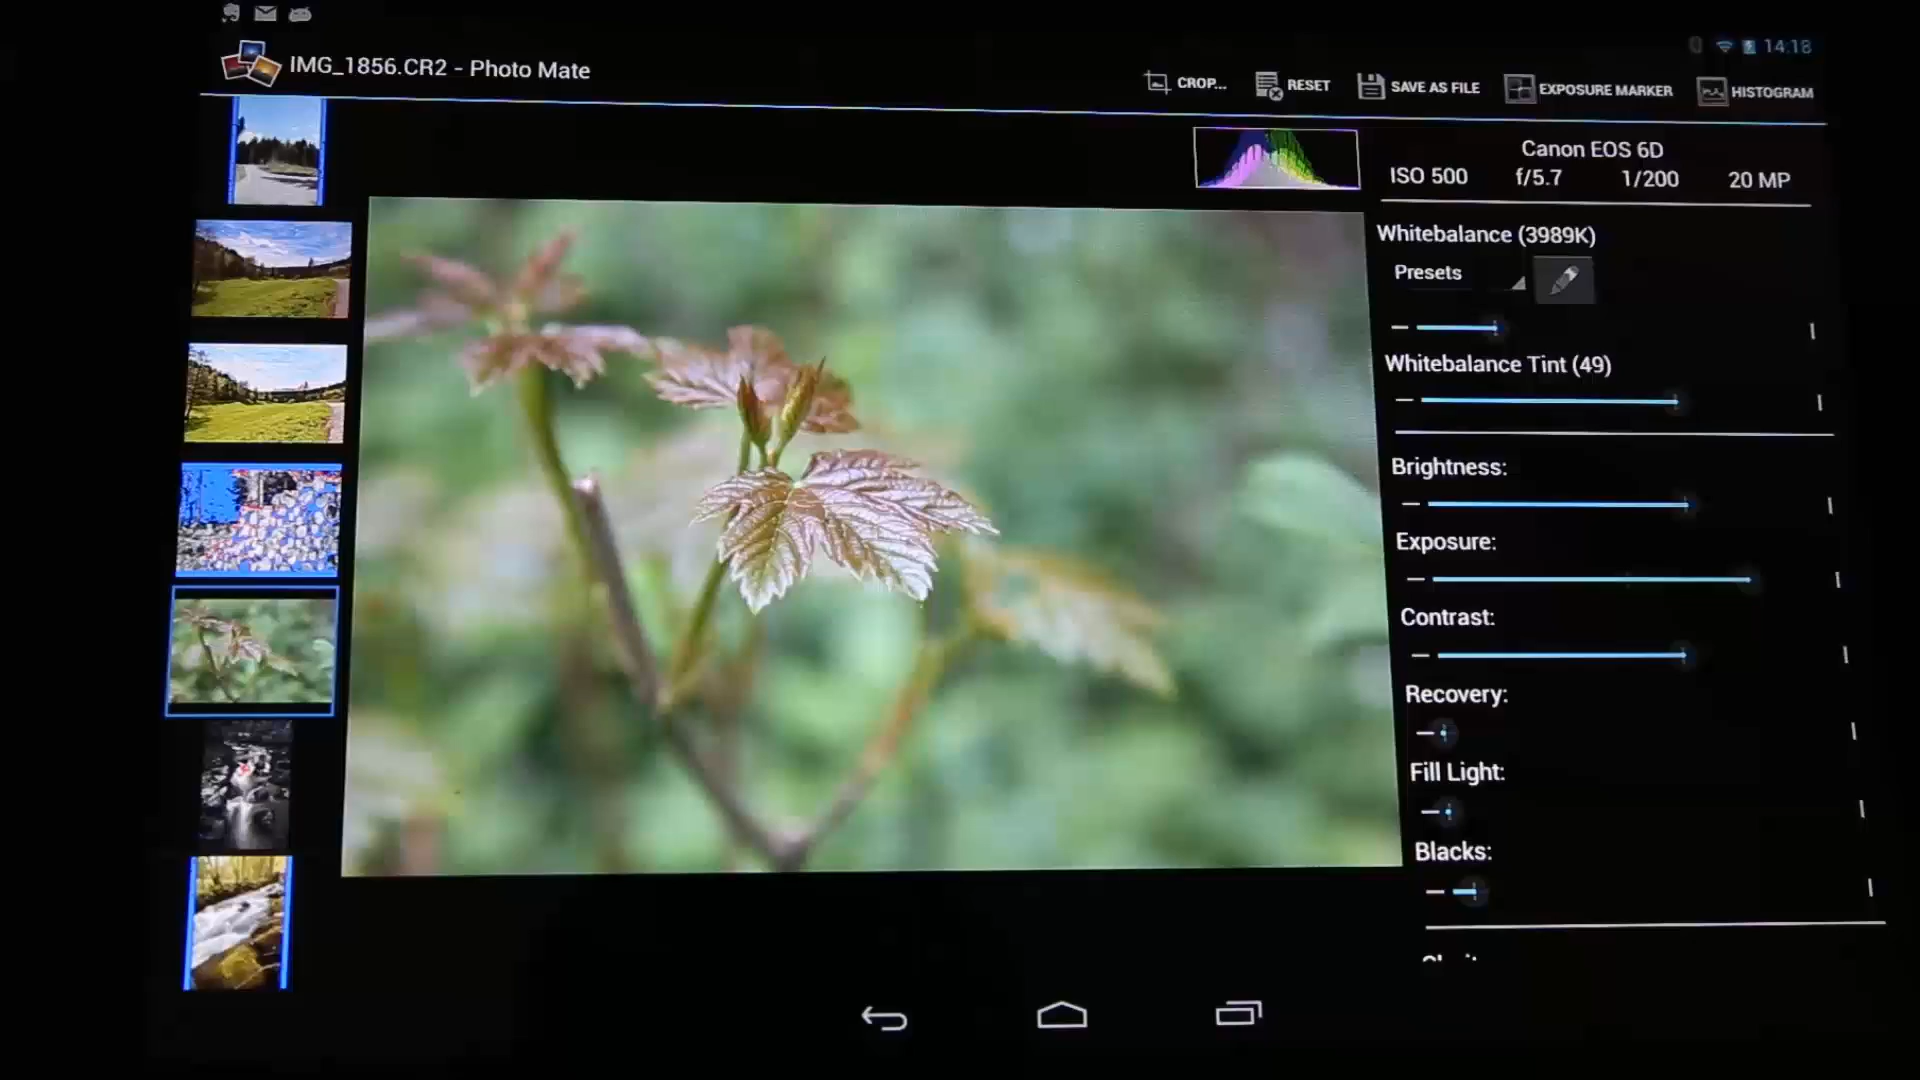 14:18
IMG_1856.CR2 - Photo Mate
CROP... RESET SAVE AS FILE EXPOSURE MARKER HISTOGRAM
Canon EOS 6D
ISO 500 f/5.7 1/200 20 MP
Whitebalance (3989K)
Presets
Whitebalance Tint (49)
Brightness:
Exposure:
Contrast:
Recovery:
Fill Light:
Blacks: